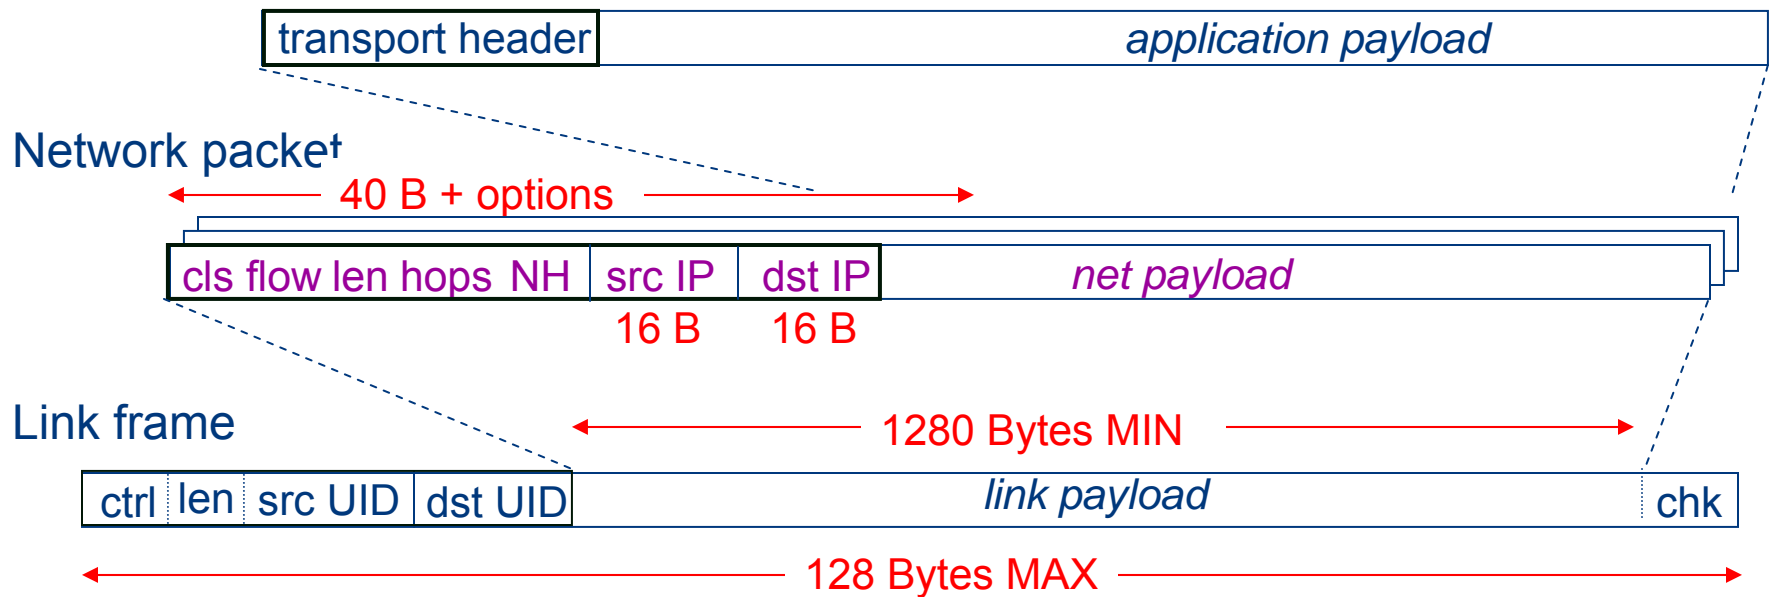 transport header application payload
Network packet
40 B + options
cls flow len hops NH src IP dst IP net payload
16 B 16 B
Link frame
1280 Bytes MIN
ctrl len src UID dst UID link payload chk
128 Bytes MAX